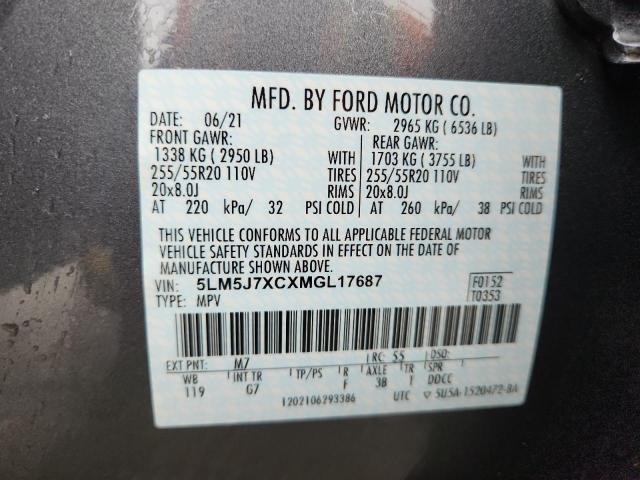 MFD. BY FORD MOTOR CO.
DATE: 06/21 GVWR: 2965 KG ( 6536 LB)
FRONT GAWR: REAR GAWR:
1338 KG ( 2950 LB) WITH 1703 KG ( 3755 LB) WITH
255/55R20 110V TIRES 255/55R20 110V TIRES
20x8.0J RIMS 20x8.0J RIMS
AT 220 kPa/ 32 PSI COLD AT 260 kPa/ 38 PSI COLD
THIS VEHICLE CONFORMS TO ALL APPLICABLE FEDERAL MOTOR
VEHICLE SAFETY STANDARDS IN EFFECT ON THE DATE OF
MANUFACTURE SHOWN ABOVE.
VIN: 5LM5J7XCXMGL17687 F0152
TYPE: MPV T0353
EXT PNT: M7 RC: 55 DSO:
WB INT TR TP/PS R AXLE TR SPR
119 G7 F 3B DDCC
1202106293386 UTC ▽ 5U5A-1520472-BA